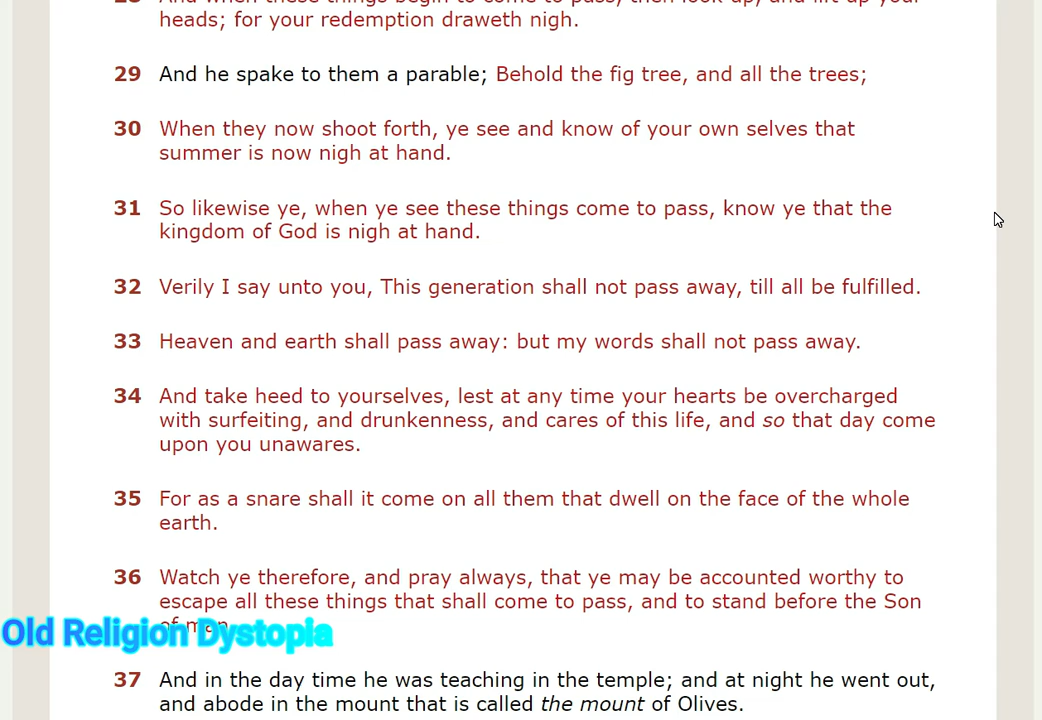 heads; for your redemption draweth nigh.
29 And he spake to them a parable; Behold the fig tree, and all the trees;
30 When they now shoot forth, ye see and know of your own selves that
summer is now nigh at hand.
31 So likewise ye, when ye see these things come to pass, know ye that the
kingdom of God is nigh at hand.
32 Verily I say unto you, This generation shall not pass away, till all be fulfilled.
33 Heaven and earth shall pass away: but my words shall not pass away.
34 And take heed to yourselves, lest at any time your hearts be overcharged
with surfeiting, and drunkenness, and cares of this life, and so that day come
upon you unawares.
35 For as a snare shall it come on all them that dwell on the face of the whole
earth.
36 Watch ye therefore, and pray always, that ye may be accounted worthy to
escape all these things that shall come to pass, and to stand before the Son
of man.
Old Religion Dystopia
37 And in the day time he was teaching in the temple; and at night he went out,
and abode in the mount that is called the mount of Olives.